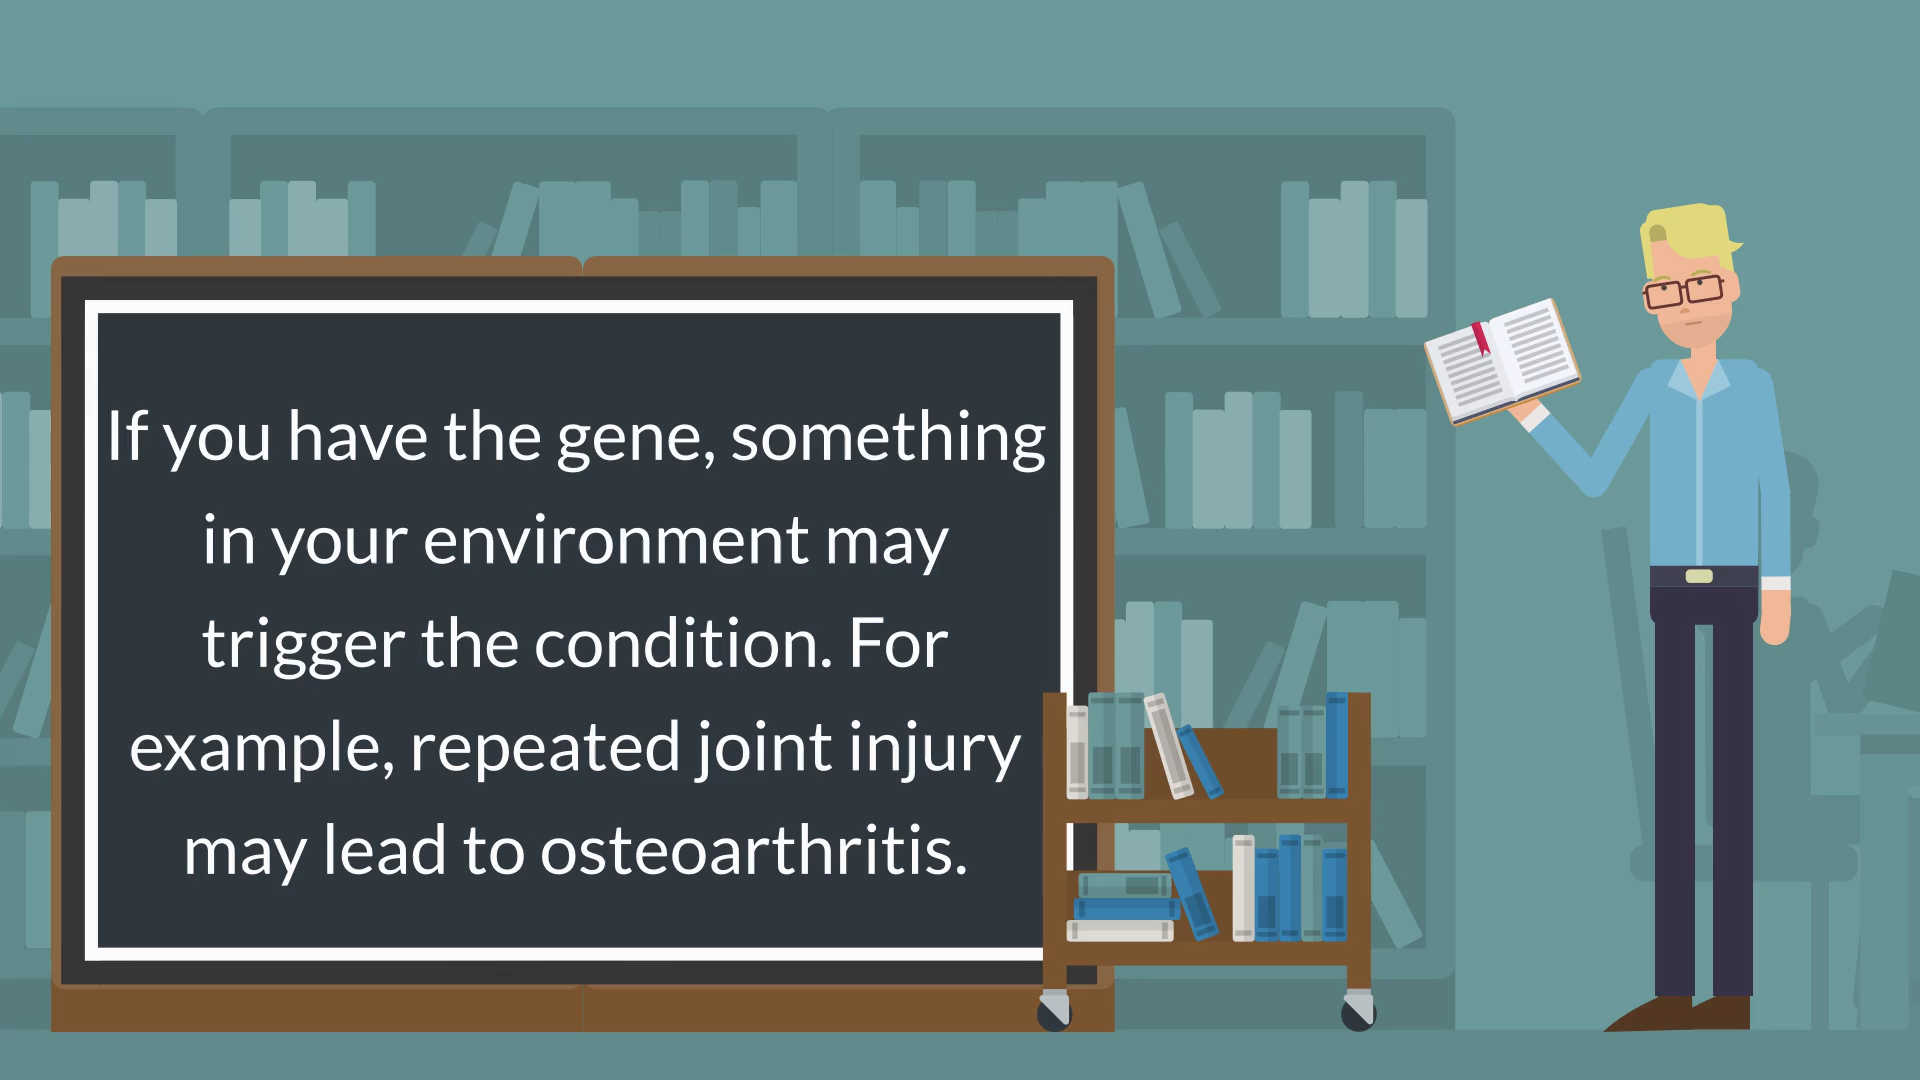 If you have the gene, something
in your environment may
trigger the condition. For
example, repeated joint injury
may lead to osteoarthritis.